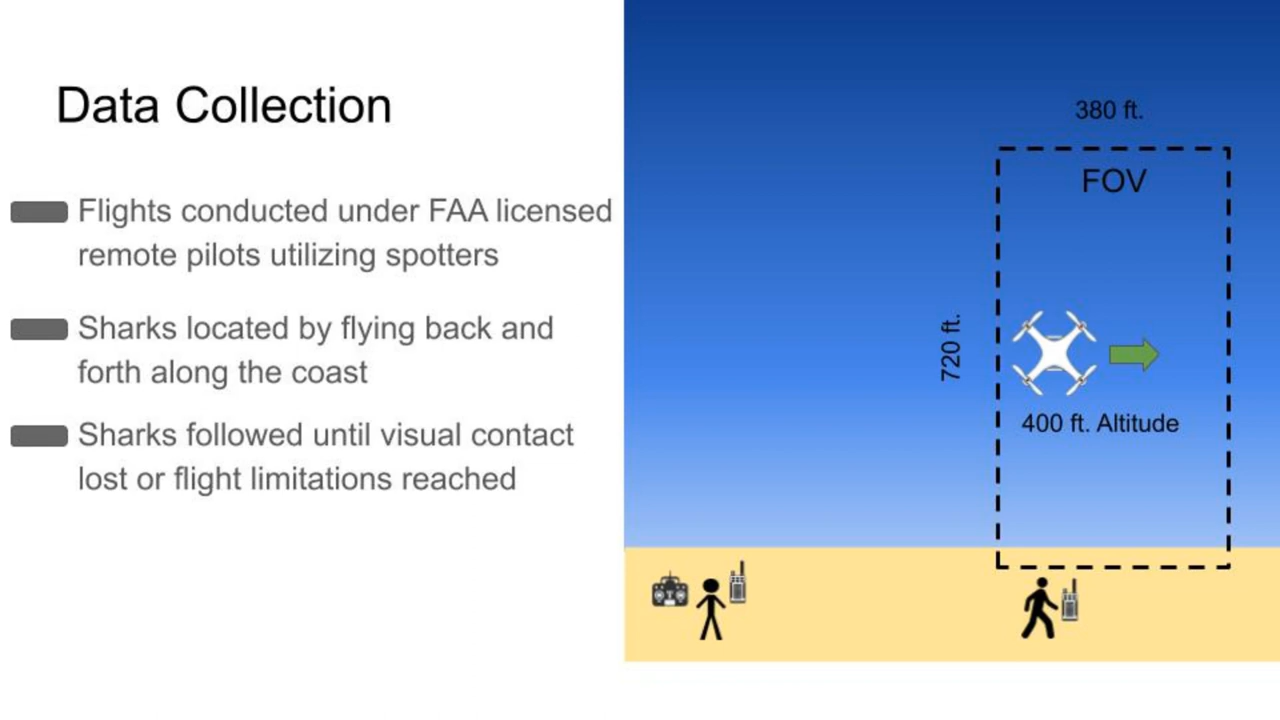 Data Collection
Flights conducted under FAA licensed
remote pilots utilizing spotters
Sharks located by flying back and
forth along the coast
Sharks followed until visual contact
lost or flight limitations reached
380 ft.
FOV
720 ft.
400 ft. Altitude